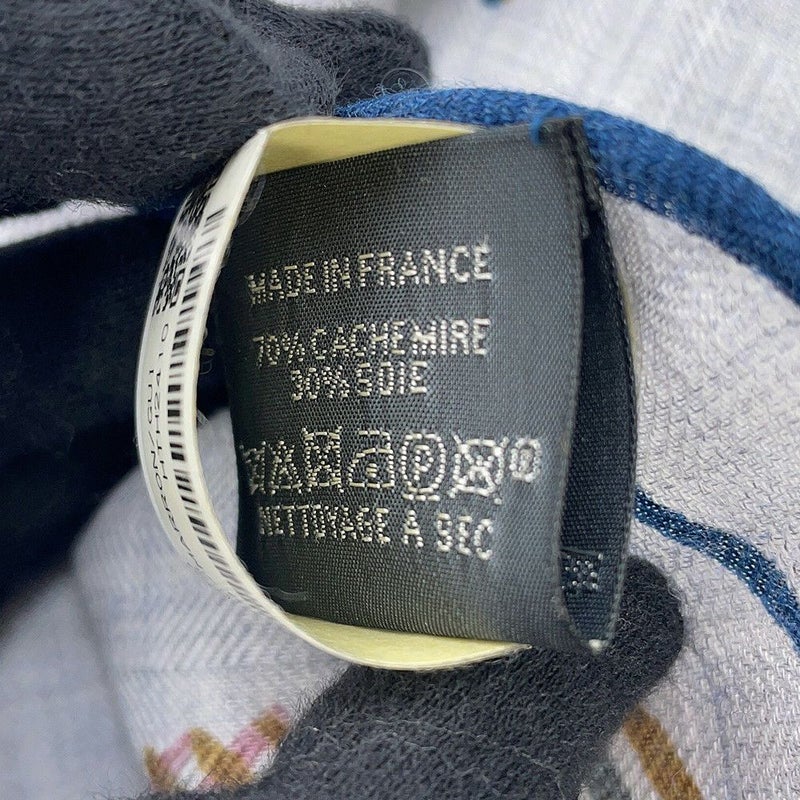 MADE IN FRANCE
70% CACHEMIRE
30% SOIE
P
NETTOYAGE A SEC